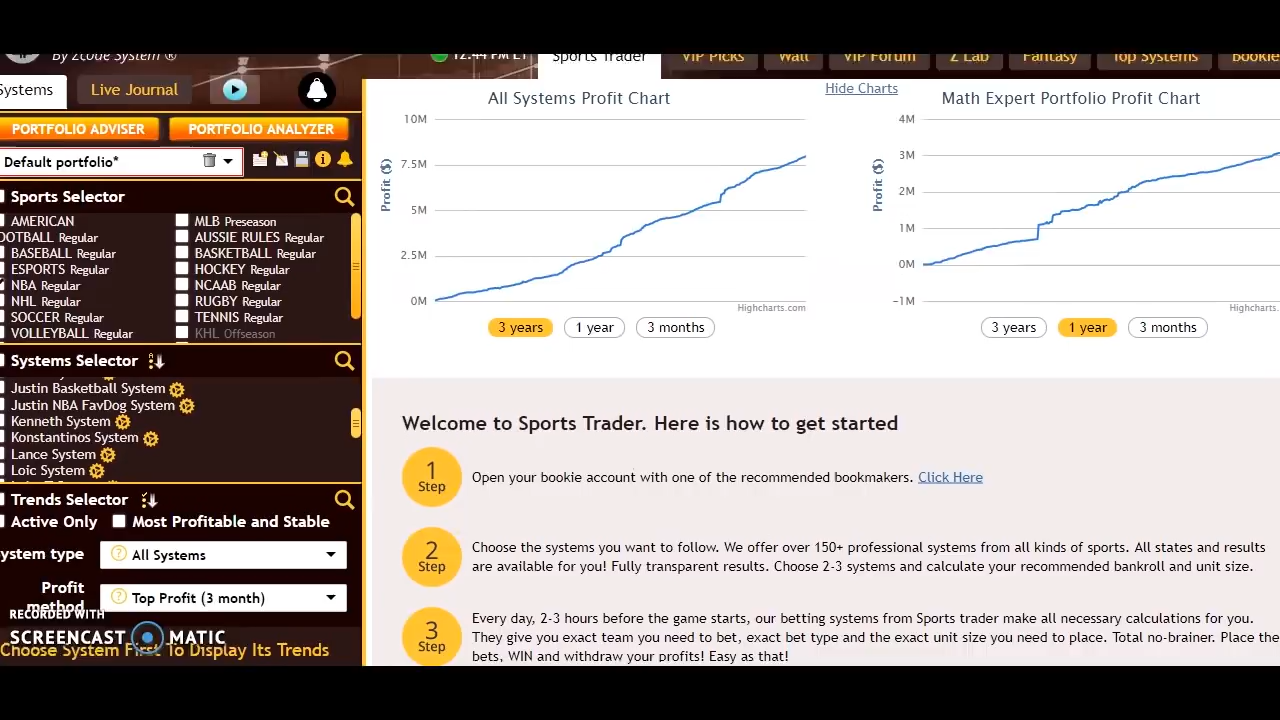 By Zcode System ®
12:44 PM ET
Sports Trader
VIP Picks
Wall
VIP Forum
Z Lab
Fantasy
Top Systems
Bookie
Systems
Live Journal
PORTFOLIO ADVISER
PORTFOLIO ANALYZER
Default portfolio*
Sports Selector
AMERICAN
MLB Preseason
OOTBALL Regular
AUSSIE RULES Regular
BASEBALL Regular
BASKETBALL Regular
ESPORTS Regular
HOCKEY Regular
NBA Regular
NCAAB Regular
NHL Regular
RUGBY Regular
SOCCER Regular
TENNIS Regular
VOLLEYBALL Regular
KHL Offseason
Systems Selector
Justin Basketball System
Justin NBA FavDog System
Kenneth System
Konstantinos System
Lance System
Loic System
Trends Selector
Active Only
Most Profitable and Stable
ystem type
All Systems
Profit
method
Top Profit (3 month)
RECORDED WITH
SCREENCAST MATIC
Choose System First To Display Its Trends
All Systems Profit Chart
Hide Charts
Profit ($)
10M
7.5M
5M
2.5M
0M
Highcharts.com
3 years
1 year
3 months
Math Expert Portfolio Profit Chart
Profit ($)
4M
3M
2M
1M
0M
-1M
Highcharts.
3 years
1 year
3 months
Welcome to Sports Trader. Here is how to get started
1
Step
Open your bookie account with one of the recommended bookmakers. Click Here
2
Step
Choose the systems you want to follow. We offer over 150+ professional systems from all kinds of sports. All states and results
are available for you! Fully transparent results. Choose 2-3 systems and calculate your recommended bankroll and unit size.
3
Step
Every day, 2-3 hours before the game starts, our betting systems from Sports trader make all necessary calculations for you.
They give you exact team you need to bet, exact bet type and the exact unit size you need to place. Total no-brainer. Place the
bets, WIN and withdraw your profits! Easy as that!